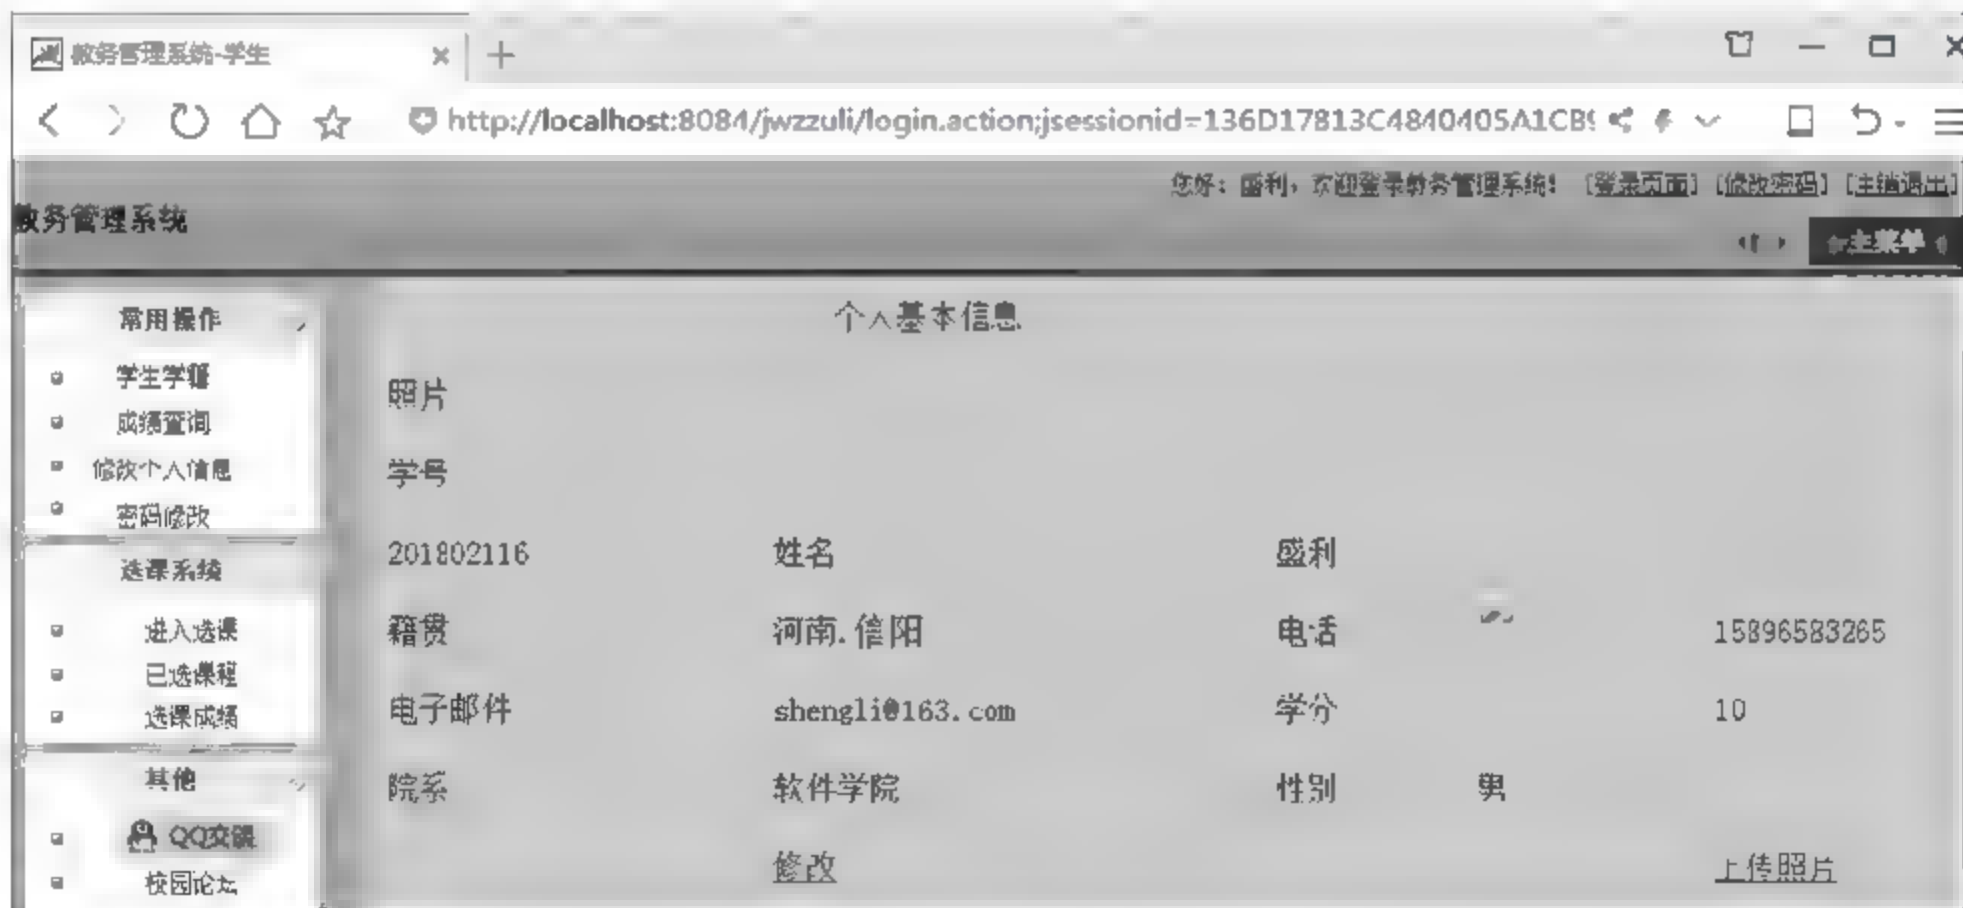 教务管理系统-学生
http://localhost:8084/jwzzuli/login.action;jsessionid=136D17813C4840405A1CB9
您好：盛利，欢迎登录教务管理系统！ [登录页面] [修改密码] [注销退出]
教务管理系统
主菜单
常用操作
个人基本信息
学生学籍
照片
成绩查询
修改个人信息
学号
密码修改
201802116 姓名 盛利
选课系统
进入选课
籍贯 河南.信阳 电话 15896583265
已选课程
选课成绩
电子邮件 shengli@163.com 学分 10
其他
院系 软件学院 性别 男
QQ交流
修改 上传照片
校园论坛